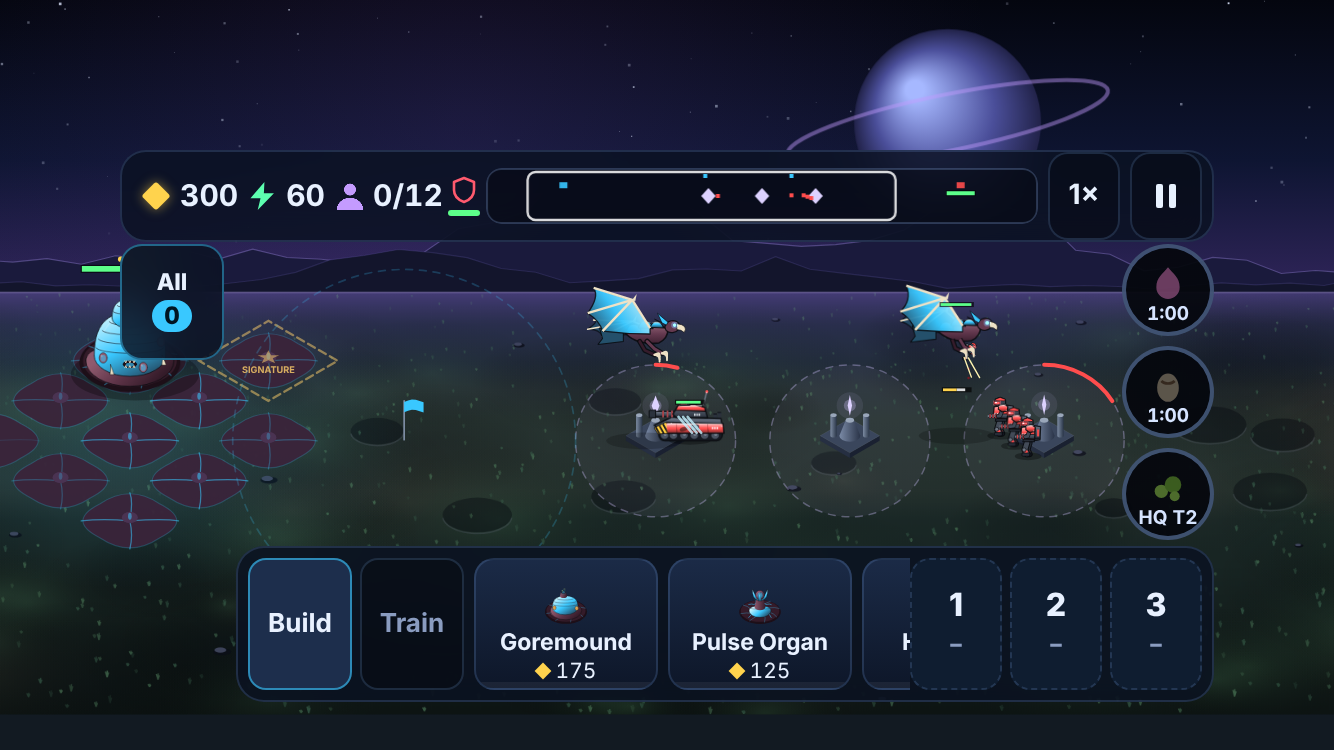 300 60 0/12 1×
All
0
SIGNATURE
1:00
1:00
HQ T2
Build
Train
Goremound
175
Pulse Organ
125
1
–
2
–
3
–